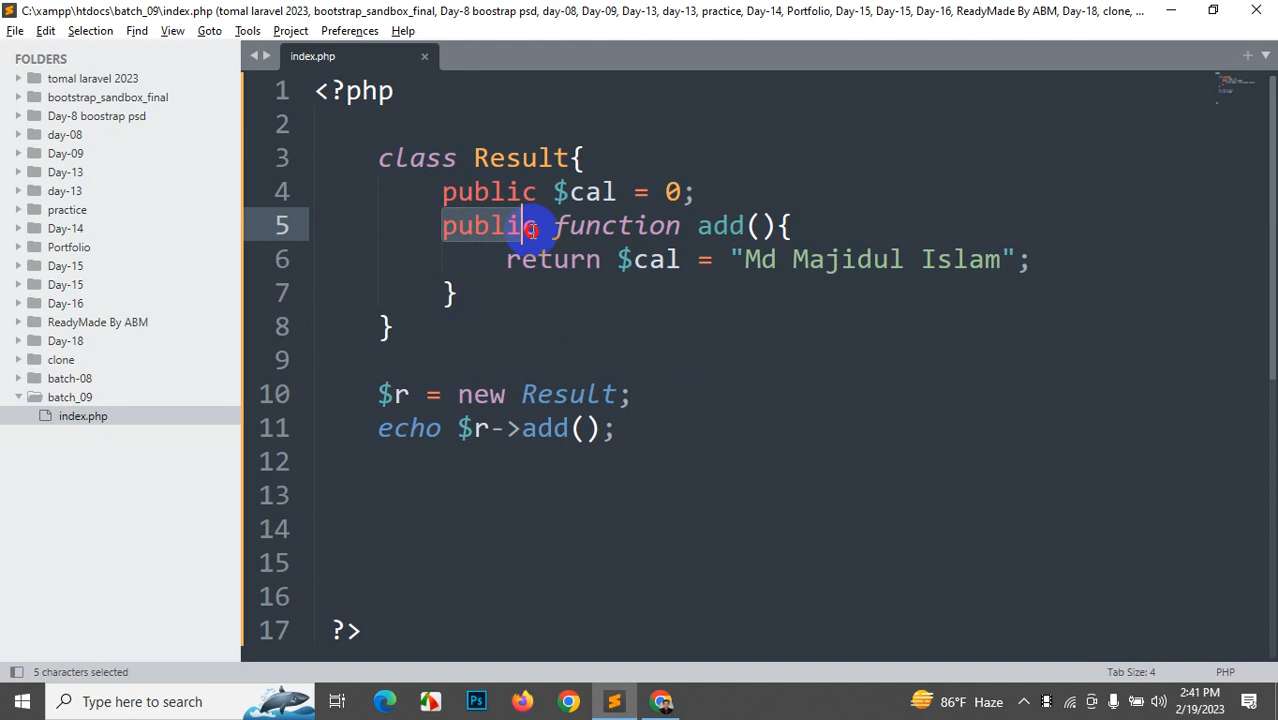 C:\xampp\htdocs\batch_09\index.php (tomal laravel 2023, bootstrap_sandbox_final, Day-8 boostrap psd, day-08, Day-09, Day-13, day-13, practice, Day-14, Portfolio, Day-15, Day-15, Day-16, ReadyMade By ABM, Day-18, clone, ...
File Edit Selection Find View Goto Tools Project Preferences Help
FOLDERS
tomal laravel 2023
bootstrap_sandbox_final
Day-8 boostrap psd
day-08
Day-09
Day-13
day-13
practice
Day-14
Portfolio
Day-15
Day-15
Day-16
ReadyMade By ABM
Day-18
clone
batch-08
batch_09
index.php
index.php
1 <?php
2
3 class Result{
4 public $cal = 0;
5 public function add(){
6 return $cal = "Md Majidul Islam";
7 }
8 }
9
10 $r = new Result;
11 echo $r->add();
12
13
14
15
16
17 ?>
5 characters selected
Tab Size: 4
PHP
Type here to search
Ps
86°F Haze
2:41 PM
2/19/2023